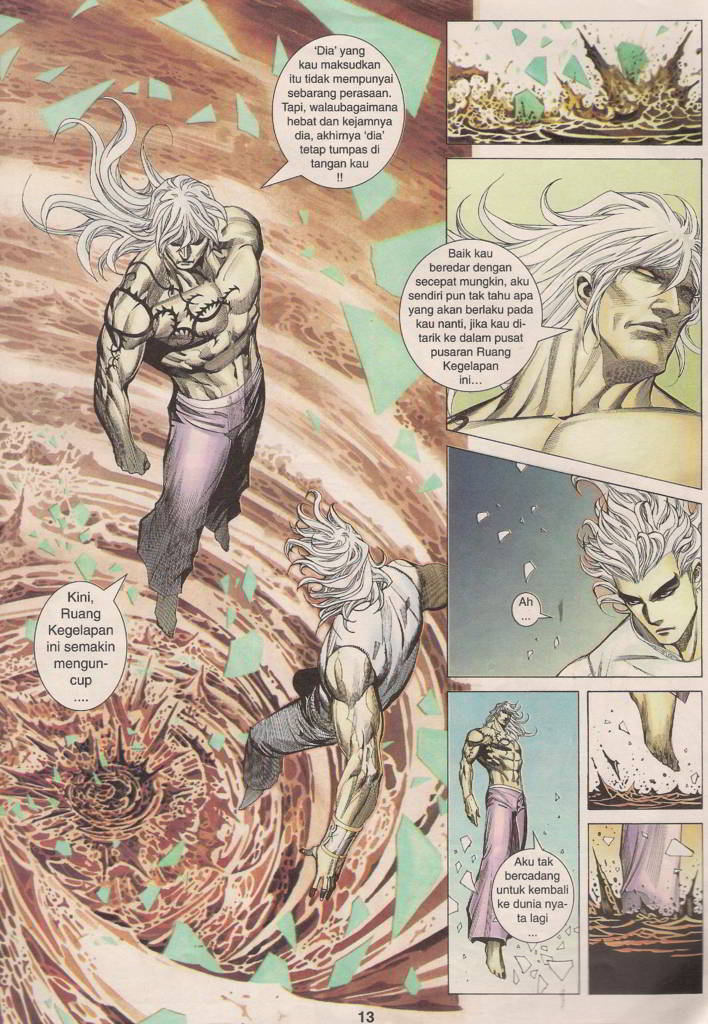 'Dia' yang
kau maksudkan
itu tidak mempunyai
sebarang perasaan.
Tapi, walaubagaimana
hebat dan kejamnya
dia, akhirnya 'dia'
tetap tumpas di
tangan kau
!!
Kini,
Ruang
Kegelapan
ini semakin
mengun-
cup
....
Baik kau
beredar dengan
secepat mungkin, aku
sendiri pun tak tahu apa
yang akan berlaku pada
kau nanti, jika kau di-
tarik ke dalam pusat
pusaran Ruang
Kegelapan
ini...
Ah
...
Aku tak
bercadang
untuk kembali
ke dunia nya-
ta lagi
...
13